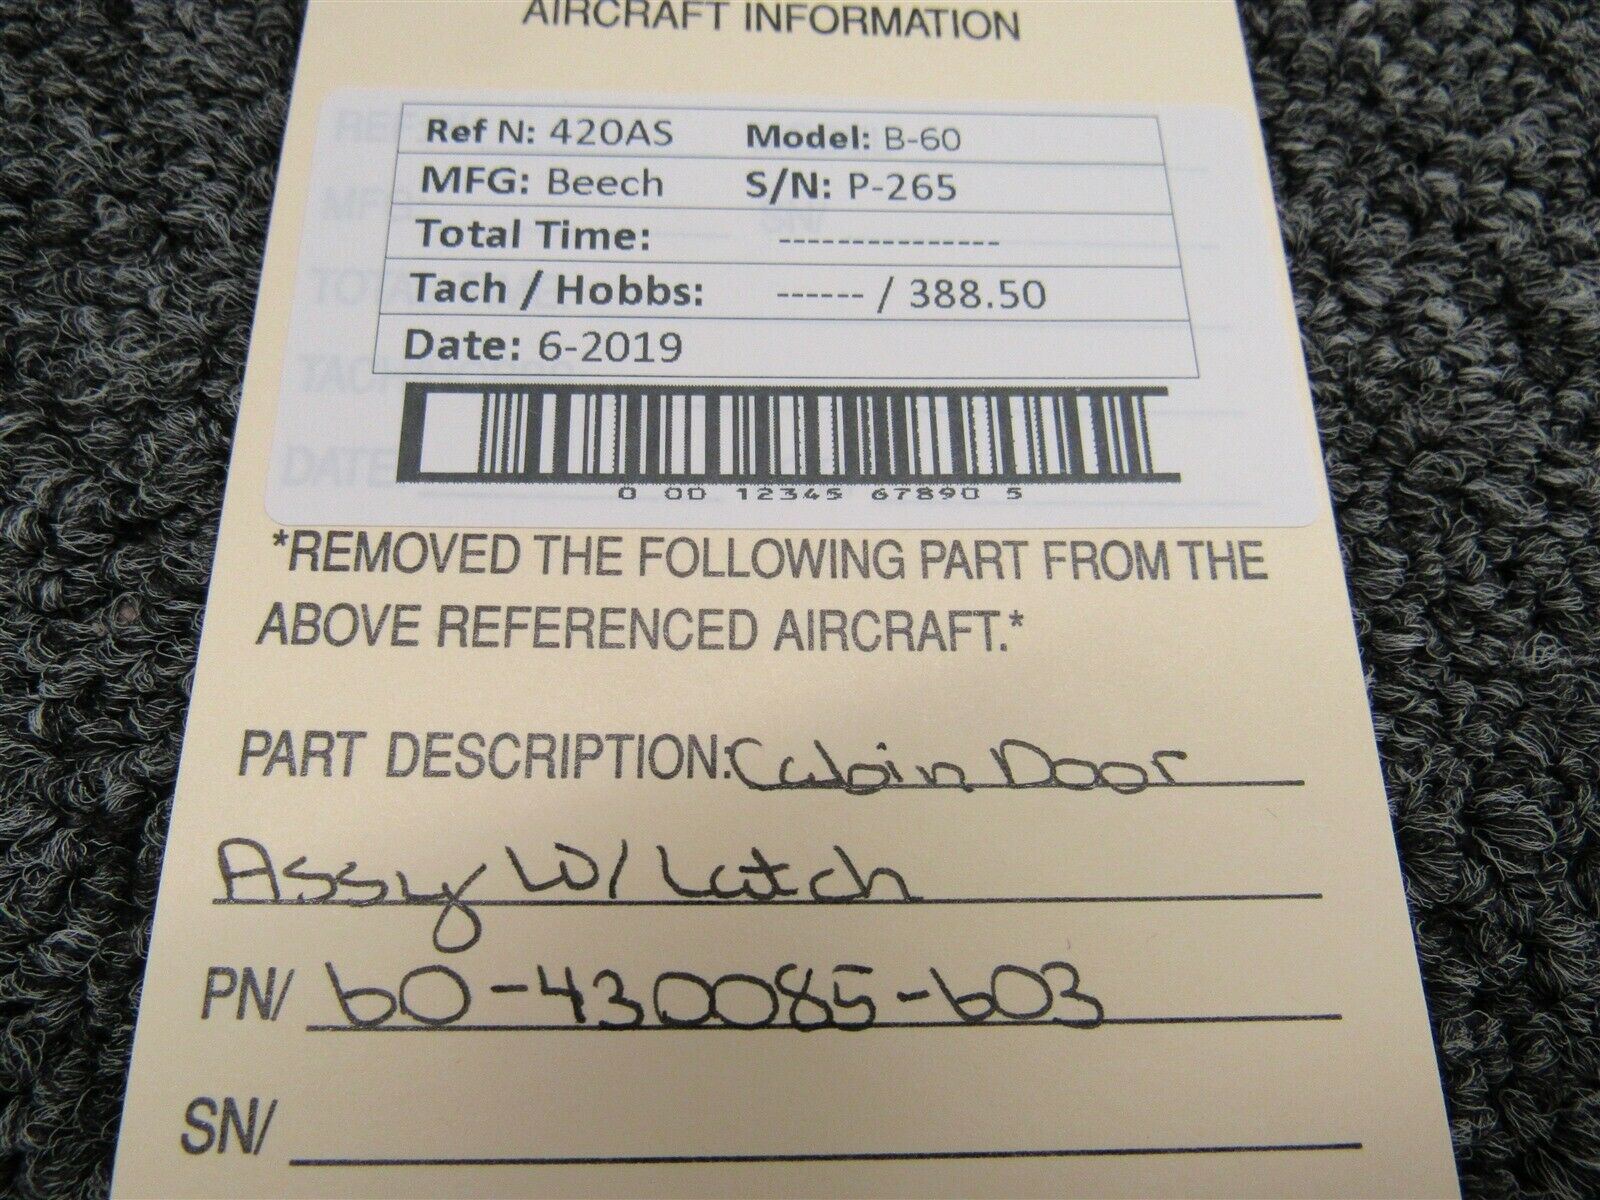 AIRCRAFT INFORMATION
Ref N: 420AS Model: B-60
MFG: Beech S/N: P-265
Total Time: ---------------
Tach / Hobbs: ------ / 388.50
Date: 6-2019
0 00 12345 67890 5
*REMOVED THE FOLLOWING PART FROM THE
ABOVE REFERENCED AIRCRAFT.*
PART DESCRIPTION: Cabin Door
Assy W/ Latch
PN/ 60-430085-603
SN/